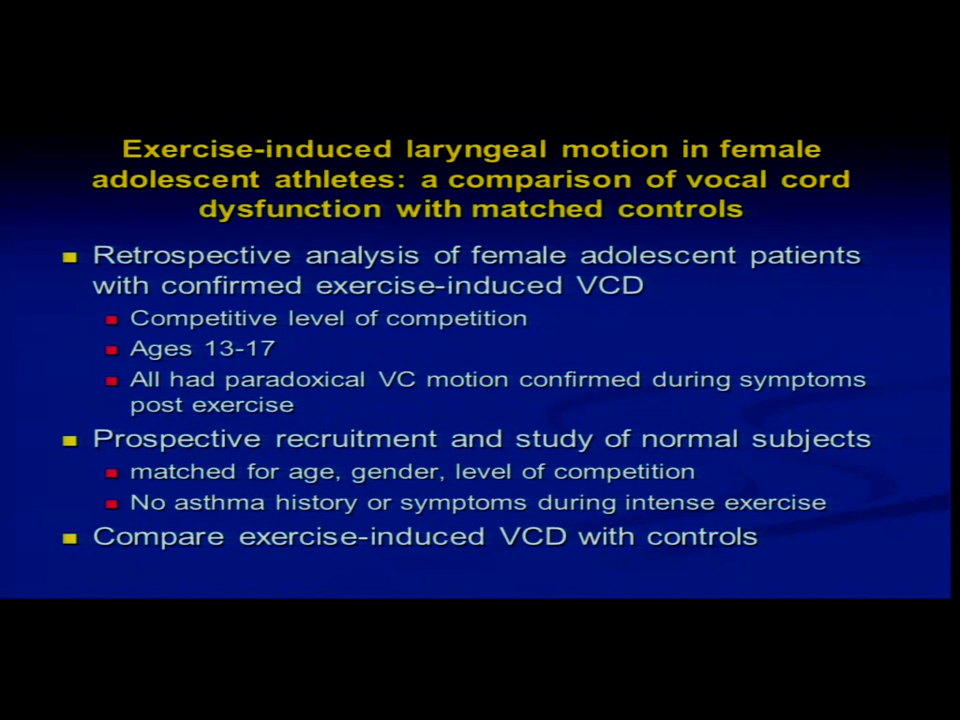 Exercise-induced laryngeal motion in female
adolescent athletes: a comparison of vocal cord
dysfunction with matched controls
Retrospective analysis of female adolescent patients
with confirmed exercise-induced VCD
Competitive level of competition
Ages 13-17
All had paradoxical VC motion confirmed during symptoms
post exercise
Prospective recruitment and study of normal subjects
matched for age, gender, level of competition
No asthma history or symptoms during intense exercise
Compare exercise-induced VCD with controls